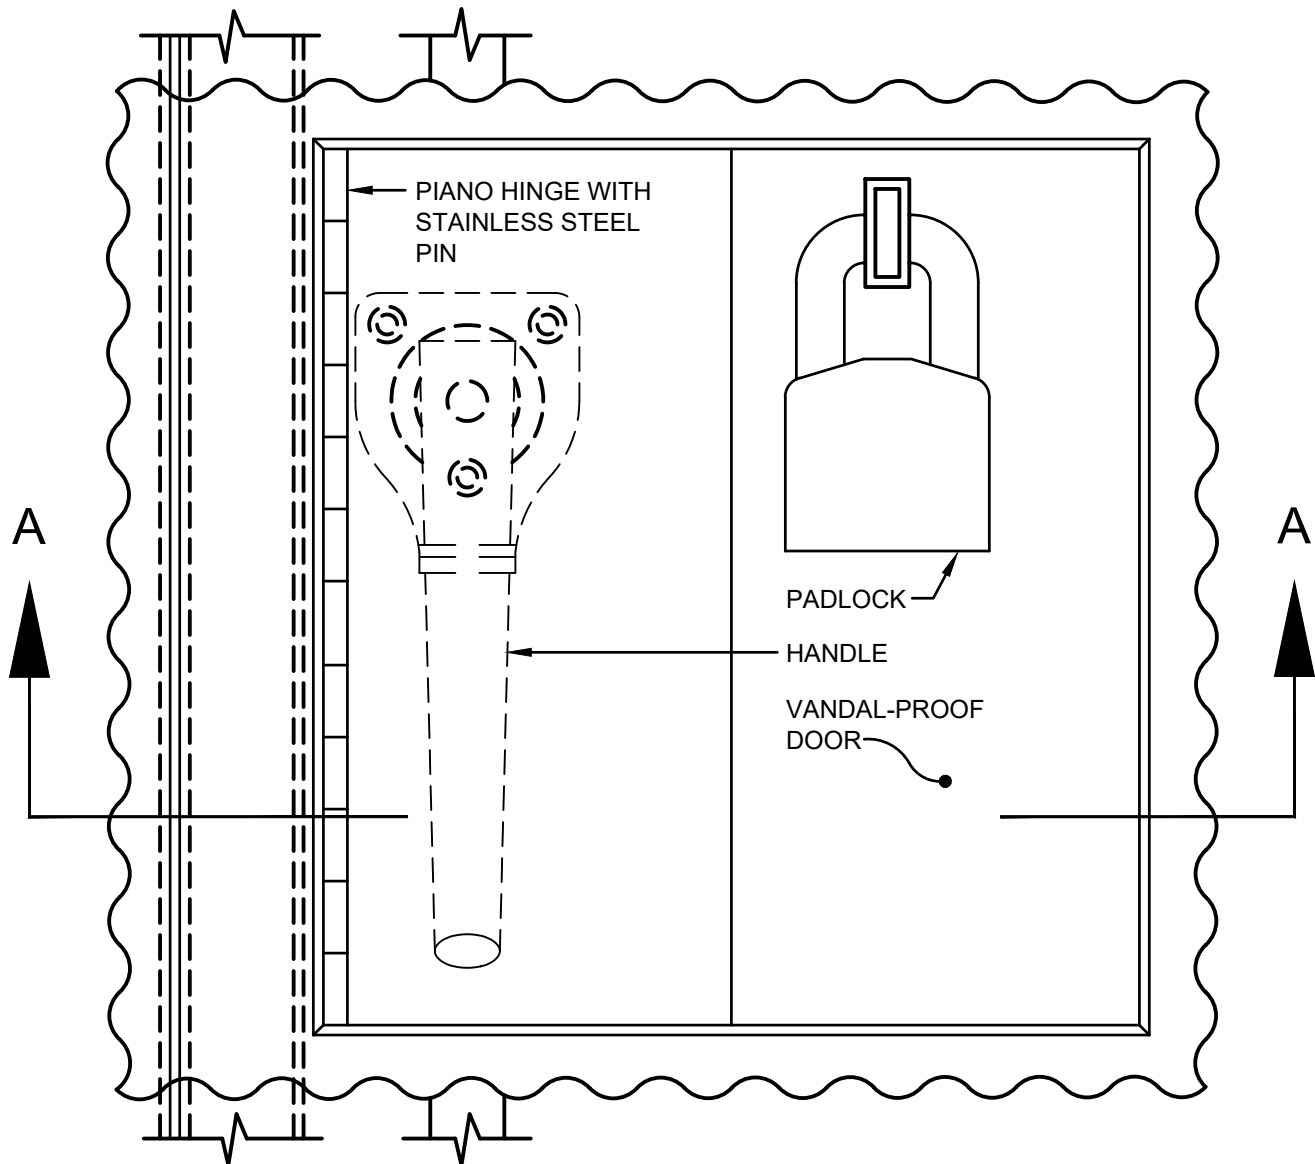 PIANO HINGE WITH
STAINLESS STEEL
PIN
A
A
PADLOCK
HANDLE
VANDAL-PROOF
DOOR